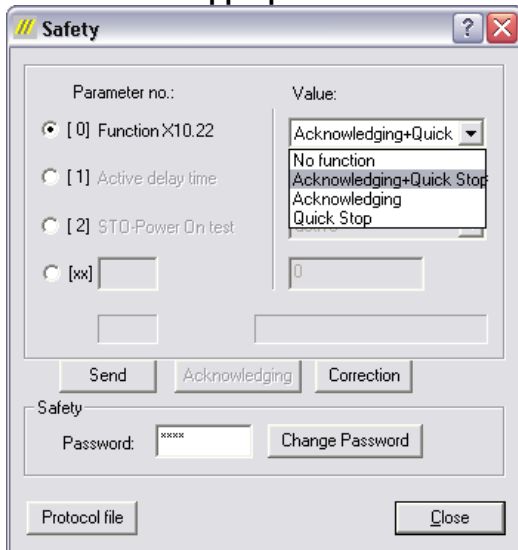 Safety
Parameter no.: Value:
[ 0] Function X10.22 Acknowledging+Quick
No function
[ 1] Active delay time Acknowledging+Quick Stop
Acknowledging
[ 2] STO-Power On test Quick Stop
[xx] 0
Send Acknowledging Correction
Safety
Password: xxxx Change Password
Protocol file Close